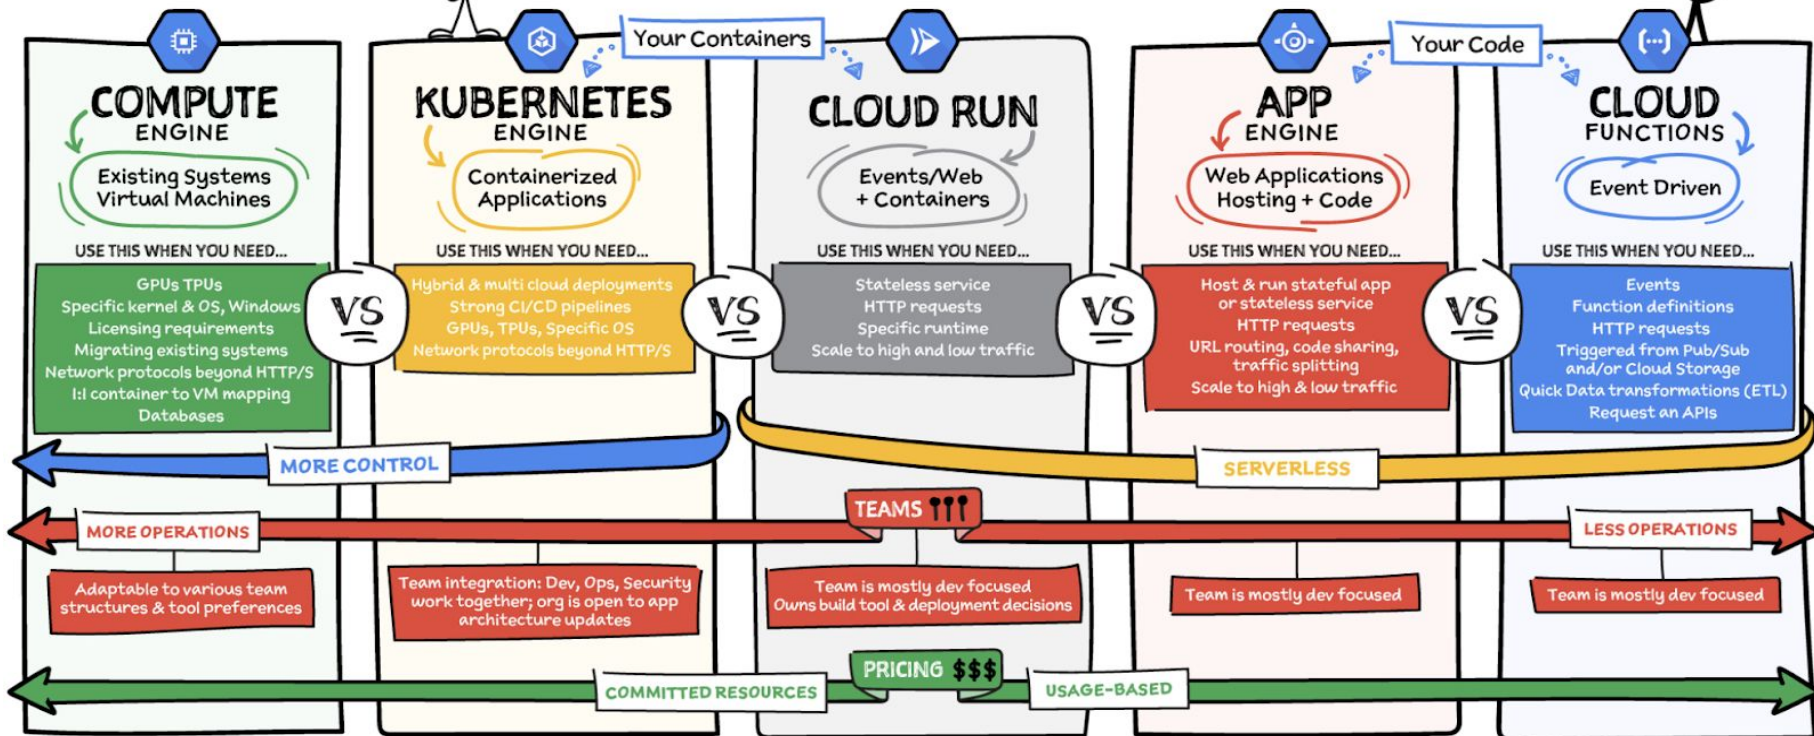 Your Containers
Your Code
COMPUTE
ENGINE
Existing Systems
Virtual Machines
USE THIS WHEN YOU NEED...
GPUs TPUs
Specific kernel & OS, Windows
Licensing requirements
Migrating existing systems
Network protocols beyond HTTP/S
1:1 container to VM mapping
Databases
VS
KUBERNETES
ENGINE
Containerized
Applications
USE THIS WHEN YOU NEED...
Hybrid & multi cloud deployments
Strong CI/CD pipelines
GPUs, TPUs, Specific OS
Network protocols beyond HTTP/S
VS
CLOUD RUN
Events/Web
+ Containers
USE THIS WHEN YOU NEED...
Stateless service
HTTP requests
Specific runtime
Scale to high and low traffic
VS
APP
ENGINE
Web Applications
Hosting + Code
USE THIS WHEN YOU NEED...
Host & run stateful app
or stateless service
HTTP requests
URL routing, code sharing,
traffic splitting
Scale to high & low traffic
VS
CLOUD
FUNCTIONS
Event Driven
USE THIS WHEN YOU NEED...
Events
Function definitions
HTTP requests
Triggered from Pub/Sub
and/or Cloud Storage
Quick Data transformations (ETL)
Request an APIs
MORE CONTROL
SERVERLESS
TEAMS
MORE OPERATIONS
LESS OPERATIONS
Adaptable to various team
structures & tool preferences
Team integration: Dev, Ops, Security
work together; org is open to app
architecture updates
Team is mostly dev focused
Owns build tool & deployment decisions
Team is mostly dev focused
Team is mostly dev focused
PRICING $$$
COMMITTED RESOURCES
USAGE-BASED